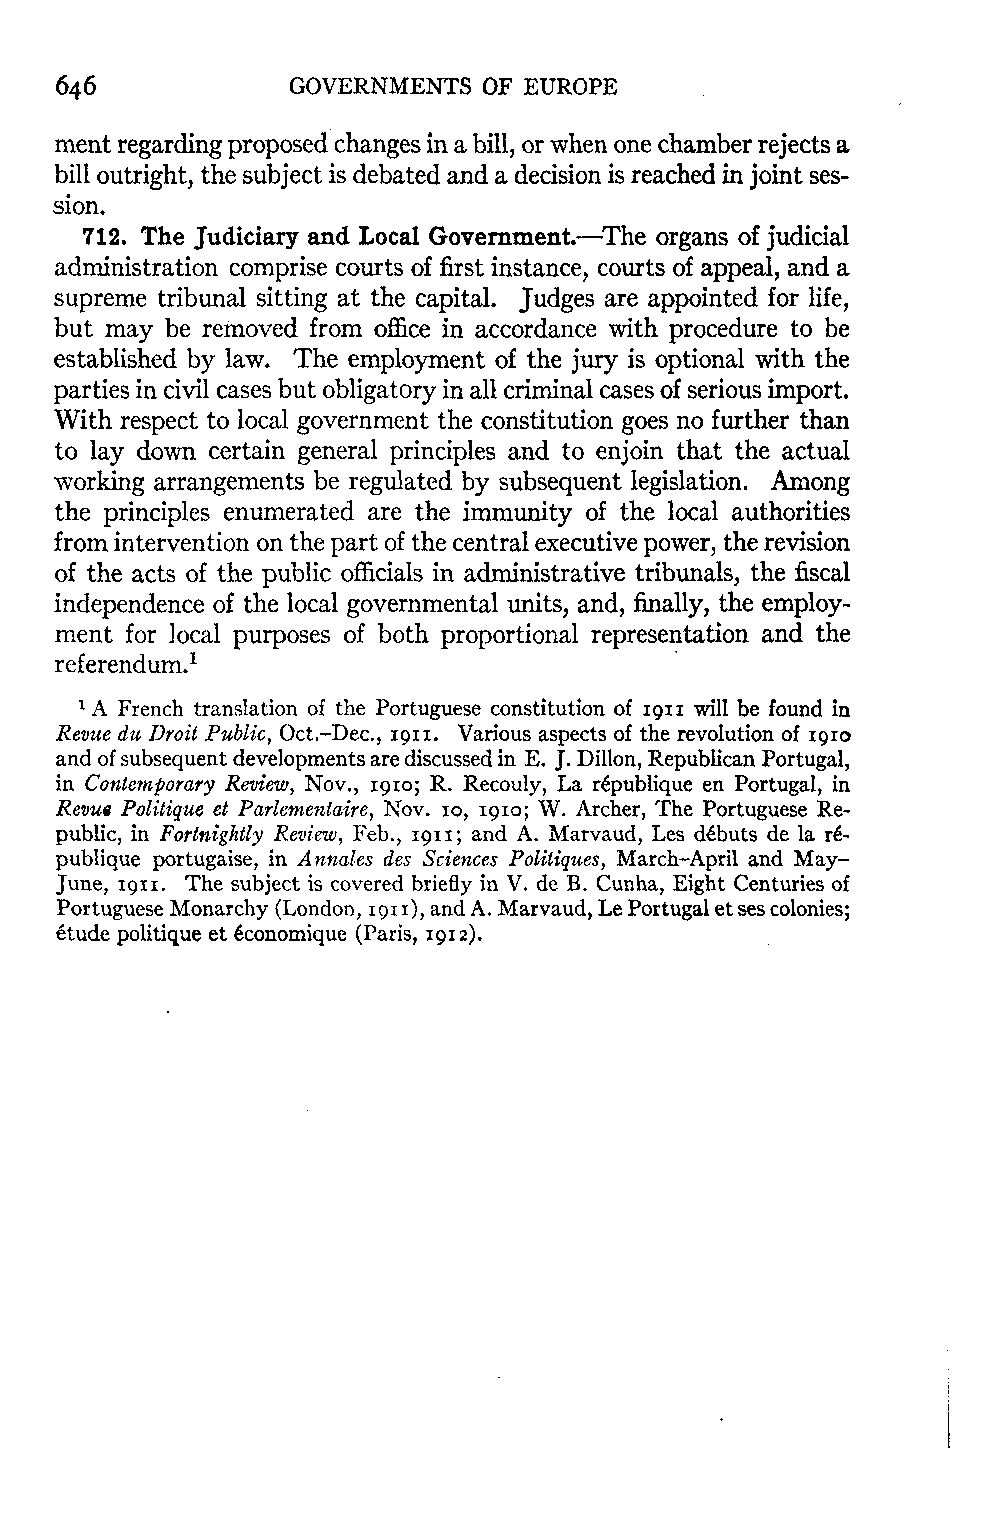 646 GOVERNMENTS OF EUROPE
ment regarding proposed changes in a bill, or when one chamber rejects a
bill outright, the subject is debated and a decision is reached in joint ses-
sion.
712. The Judiciary and Local Government.—The organs of judicial
administration comprise courts of first instance, courts of appeal, and a
supreme tribunal sitting at the capital. Judges are appointed for life,
but may be removed from office in accordance with procedure to be
established by law. The employment of the jury is optional with the
parties in civil cases but obligatory in all criminal cases of serious import.
With respect to local government the constitution goes no further than
to lay down certain general principles and to enjoin that the actual
working arrangements be regulated by subsequent legislation. Among
the principles enumerated are the immunity of the local authorities
from intervention on the part of the central executive power, the revision
of the acts of the public officials in administrative tribunals, the fiscal
independence of the local governmental units, and, finally, the employ-
ment for local purposes of both proportional representation and the
referendum.¹
¹ A French translation of the Portuguese constitution of 1911 will be found in
Revue du Droit Public, Oct.–Dec., 1911. Various aspects of the revolution of 1910
and of subsequent developments are discussed in E. J. Dillon, Republican Portugal,
in Contemporary Review, Nov., 1910; R. Recouly, La république en Portugal, in
Revue Politique et Parlementaire, Nov. 10, 1910; W. Archer, The Portuguese Re-
public, in Fortnightly Review, Feb., 1911; and A. Marvaud, Les débuts de la ré-
publique portugaise, in Annales des Sciences Politiques, March–April and May–
June, 1911. The subject is covered briefly in V. de B. Cunha, Eight Centuries of
Portuguese Monarchy (London, 1911), and A. Marvaud, Le Portugal et ses colonies;
étude politique et économique (Paris, 1912).